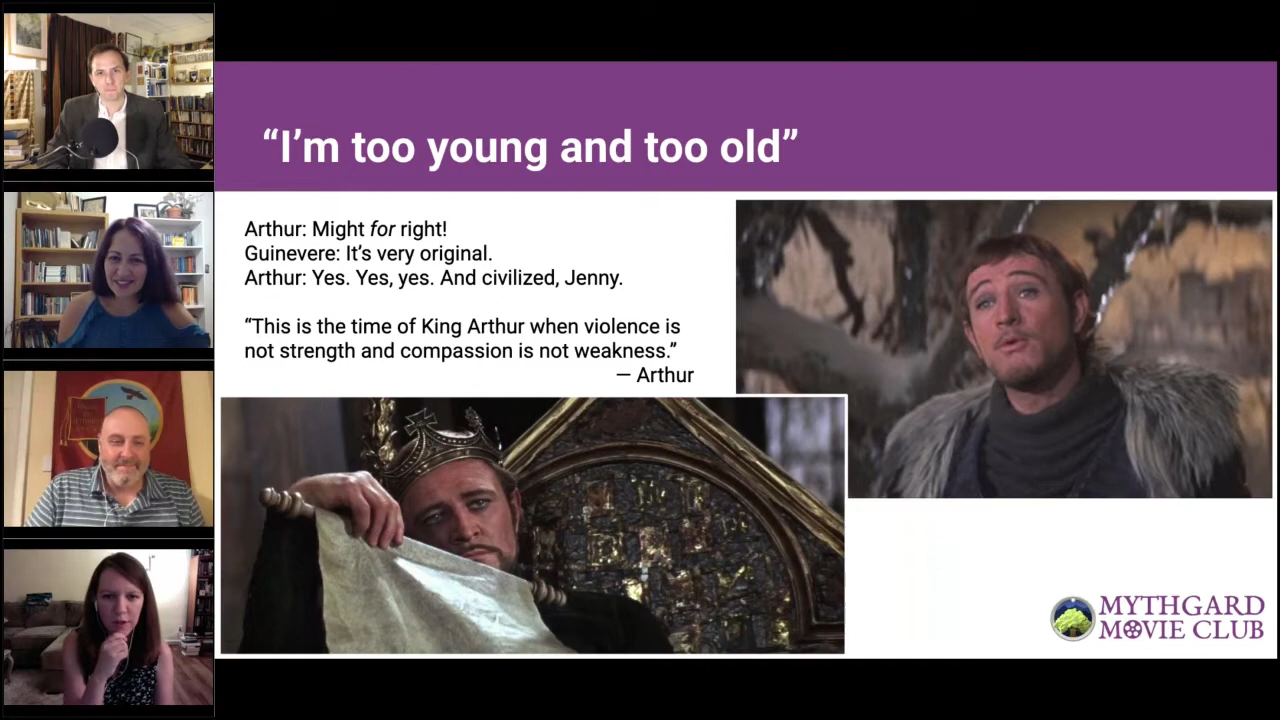 “I’m too young and too old”
Arthur: Might for right!
Guinevere: It’s very original.
Arthur: Yes. Yes, yes. And civilized, Jenny.
“This is the time of King Arthur when violence is
not strength and compassion is not weakness.”
— Arthur
MYTHGARD
MOVIE CLUB